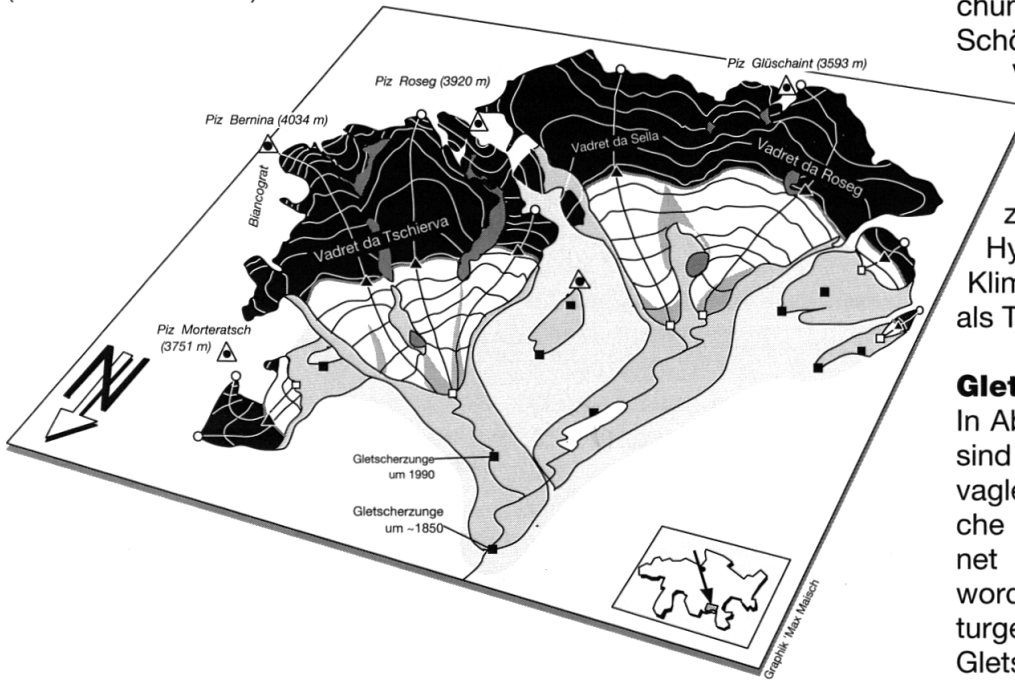 Piz Glüschaint (3593 m)
Piz Roseg (3920 m)
Piz Bernina (4034 m)
Biancograt
Vadret da Sella
Vadret da Roseg
Vadret da Tschierva
Piz Morteratsch
(3751 m)
N
Gletscherzunge
um 1990
Gletscherzunge
um ~1850
Graphik 'Max Maisch
chun
Schö
z
Hy
Klim
als T
Glet
In Ab
sind
vagle
che
net
word
turge
Glets